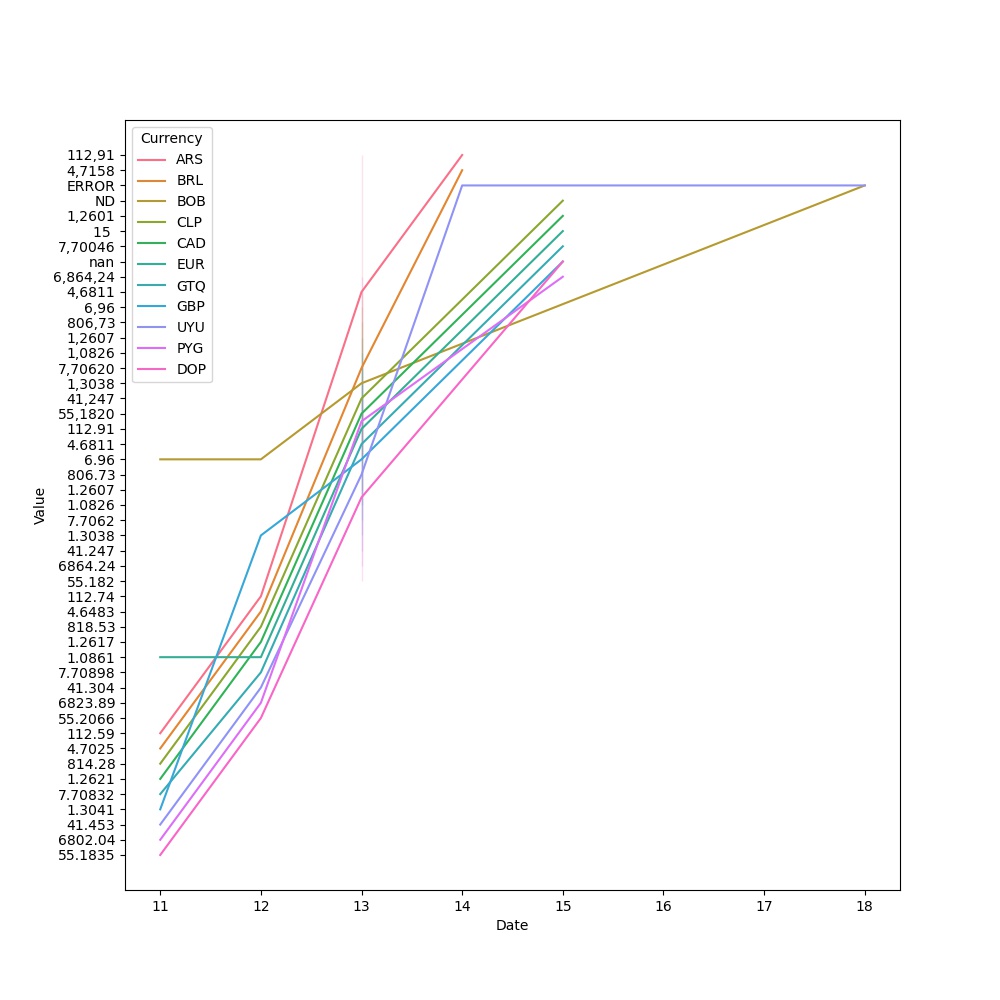 Currency
ARS
BRL
BOB
CLP
CAD
EUR
GTQ
GBP
UYU
PYG
DOP
Value
112,91
4,7158
ERROR
ND
1,2601
15
7,70046
nan
6,864,24
4,6811
6,96
806,73
1,2607
1,0826
7,70620
1,3038
41,247
55,1820
112.91
4.6811
6.96
806.73
1.2607
1.0826
7.7062
1.3038
41.247
6864.24
55.182
112.74
4.6483
818.53
1.2617
1.0861
7.70898
41.304
6823.89
55.2066
112.59
4.7025
814.28
1.2621
7.70832
1.3041
41.453
6802.04
55.1835
11 12 13 14 15 16 17 18
Date